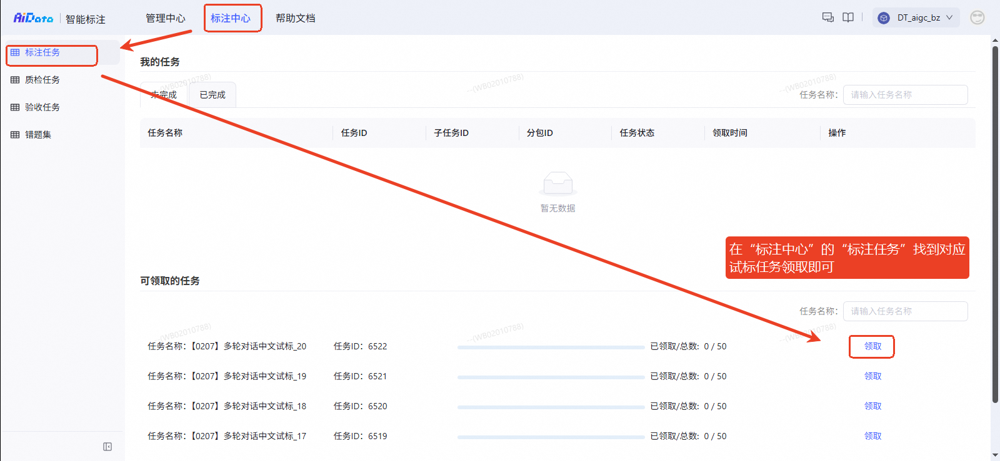 AiData 智能标注 管理中心 标注中心 帮助文档 DT_aigc_bz
标注任务
质检任务
验收任务
错题集
我的任务
未完成 已完成 任务名称： 请输入任务名称
--(WB02010788) --(WB02010788) --(WB02010788)
任务名称 任务ID 子任务ID 分包ID 任务状态 领取时间 操作
暂无数据
在“标注中心”的“标注任务”找到对应
试标任务领取即可
可领取的任务
任务名称： 请输入任务名称
--(WB02010788) --(WB02010788) --(WB02010788)
任务名称：【0207】多轮对话中文试标_20 任务ID：6522 已领取/总数: 0 / 50 领取
任务名称：【0207】多轮对话中文试标_19 任务ID：6521 已领取/总数: 0 / 50 领取
任务名称：【0207】多轮对话中文试标_18 任务ID：6520 已领取/总数: 0 / 50 领取
任务名称：【0207】多轮对话中文试标_17 任务ID：6519 已领取/总数: 0 / 50 领取